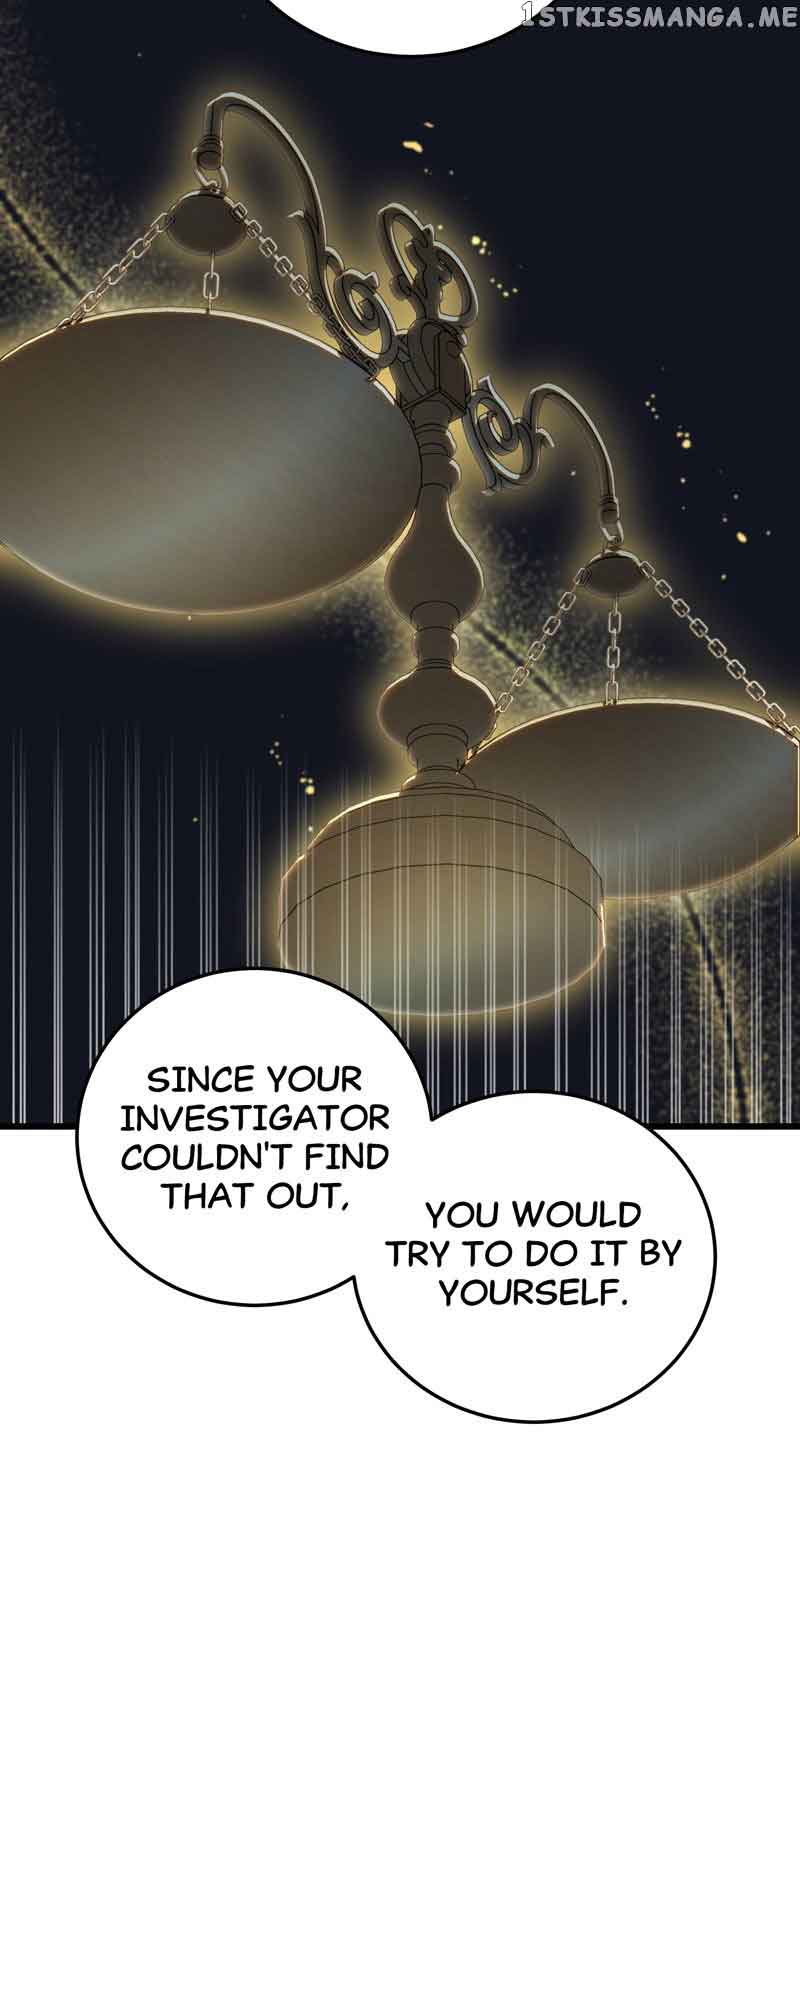 1STKISSMANGA.ME
SINCE YOUR
INVESTIGATOR
COULDN'T FIND
THAT OUT,
YOU WOULD
TRY TO DO IT BY
YOURSELF.